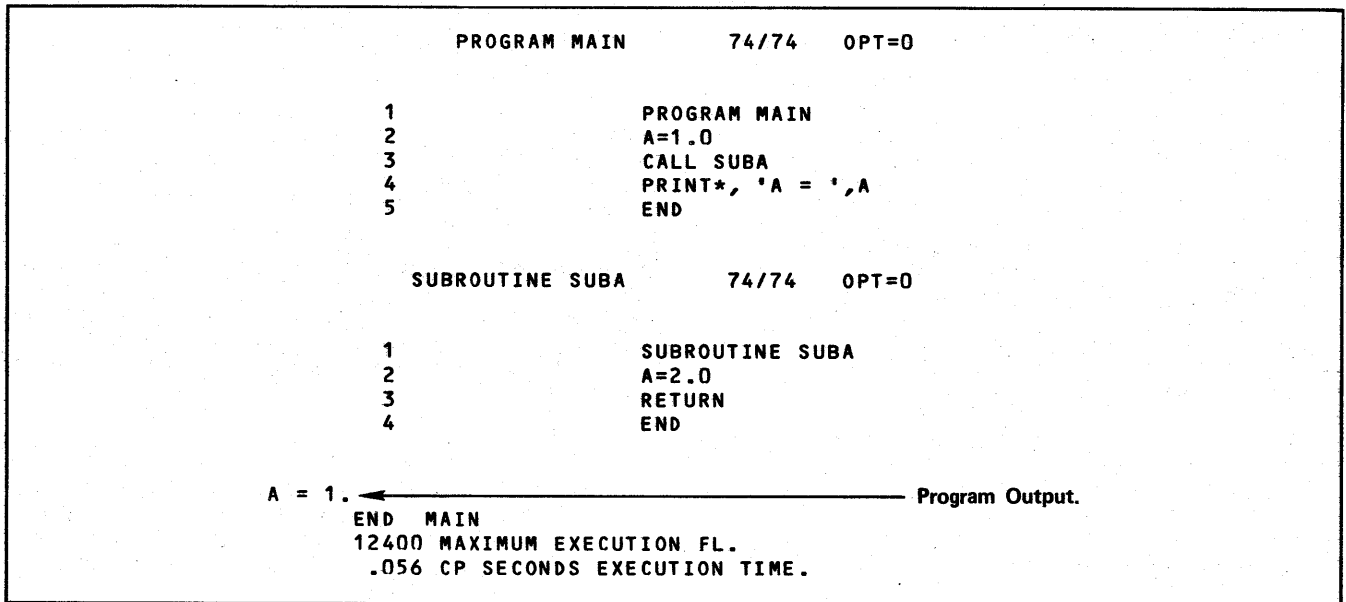 PROGRAM MAIN 74/74 OPT=0
1 PROGRAM MAIN
2 A=1.0
3 CALL SUBA
4 PRINT*, 'A = ',A
5 END
SUBROUTINE SUBA 74/74 OPT=0
1 SUBROUTINE SUBA
2 A=2.0
3 RETURN
4 END
A = 1. Program Output.
END MAIN
12400 MAXIMUM EXECUTION FL.
.056 CP SECONDS EXECUTION TIME.